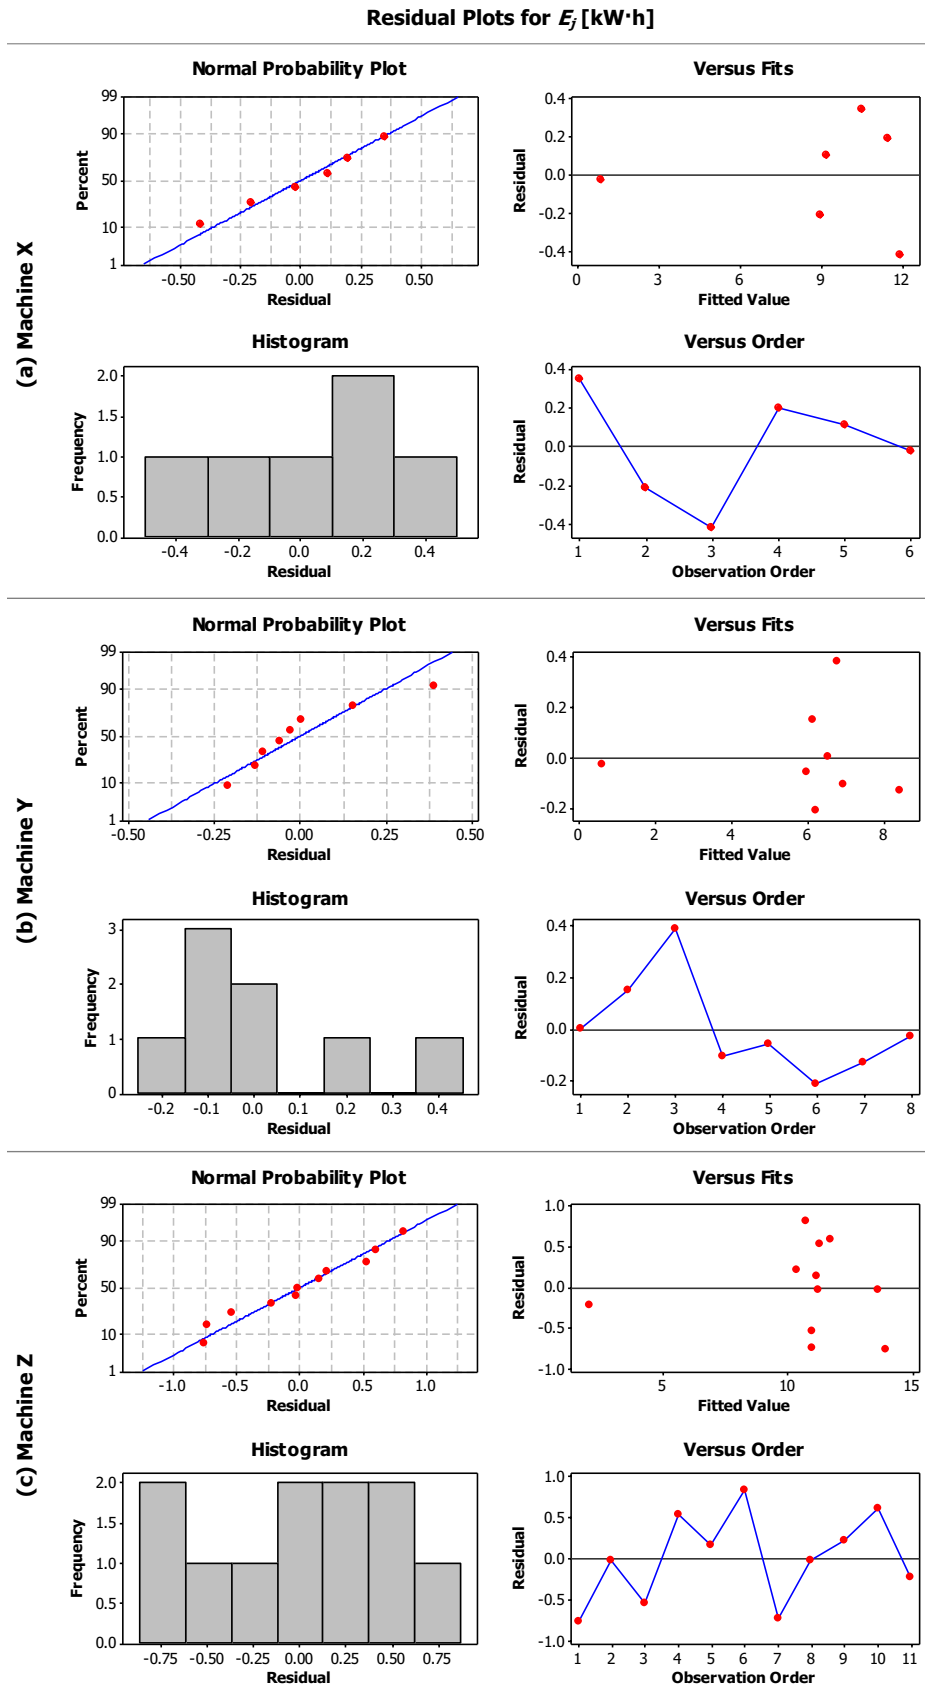 Residual Plots for Ej [kW·h]
(a) Machine X
Normal Probability Plot
99
90
50
10
1
Percent
-0.50 -0.25 0.00 0.25 0.50
Residual
Versus Fits
0.4
0.2
0.0
-0.2
-0.4
Residual
0 3 6 9 12
Fitted Value
Histogram
2.0
1.5
1.0
0.5
0.0
Frequency
-0.4 -0.2 0.0 0.2 0.4
Residual
Versus Order
0.4
0.2
0.0
-0.2
-0.4
Residual
1 2 3 4 5 6
Observation Order
(b) Machine Y
Normal Probability Plot
99
90
50
10
1
Percent
-0.50 -0.25 0.00 0.25 0.50
Residual
Versus Fits
0.4
0.2
0.0
-0.2
Residual
0 2 4 6 8
Fitted Value
Histogram
3
2
1
0
Frequency
-0.2 -0.1 0.0 0.1 0.2 0.3 0.4
Residual
Versus Order
0.4
0.2
0.0
-0.2
Residual
1 2 3 4 5 6 7 8
Observation Order
(c) Machine Z
Normal Probability Plot
99
90
50
10
1
Percent
-1.0 -0.5 0.0 0.5 1.0
Residual
Versus Fits
1.0
0.5
0.0
-0.5
-1.0
Residual
5 10 15
Fitted Value
Histogram
2.0
1.5
1.0
0.5
0.0
Frequency
-0.75 -0.50 -0.25 0.00 0.25 0.50 0.75
Residual
Versus Order
1.0
0.5
0.0
-0.5
-1.0
Residual
1 2 3 4 5 6 7 8 9 10 11
Observation Order